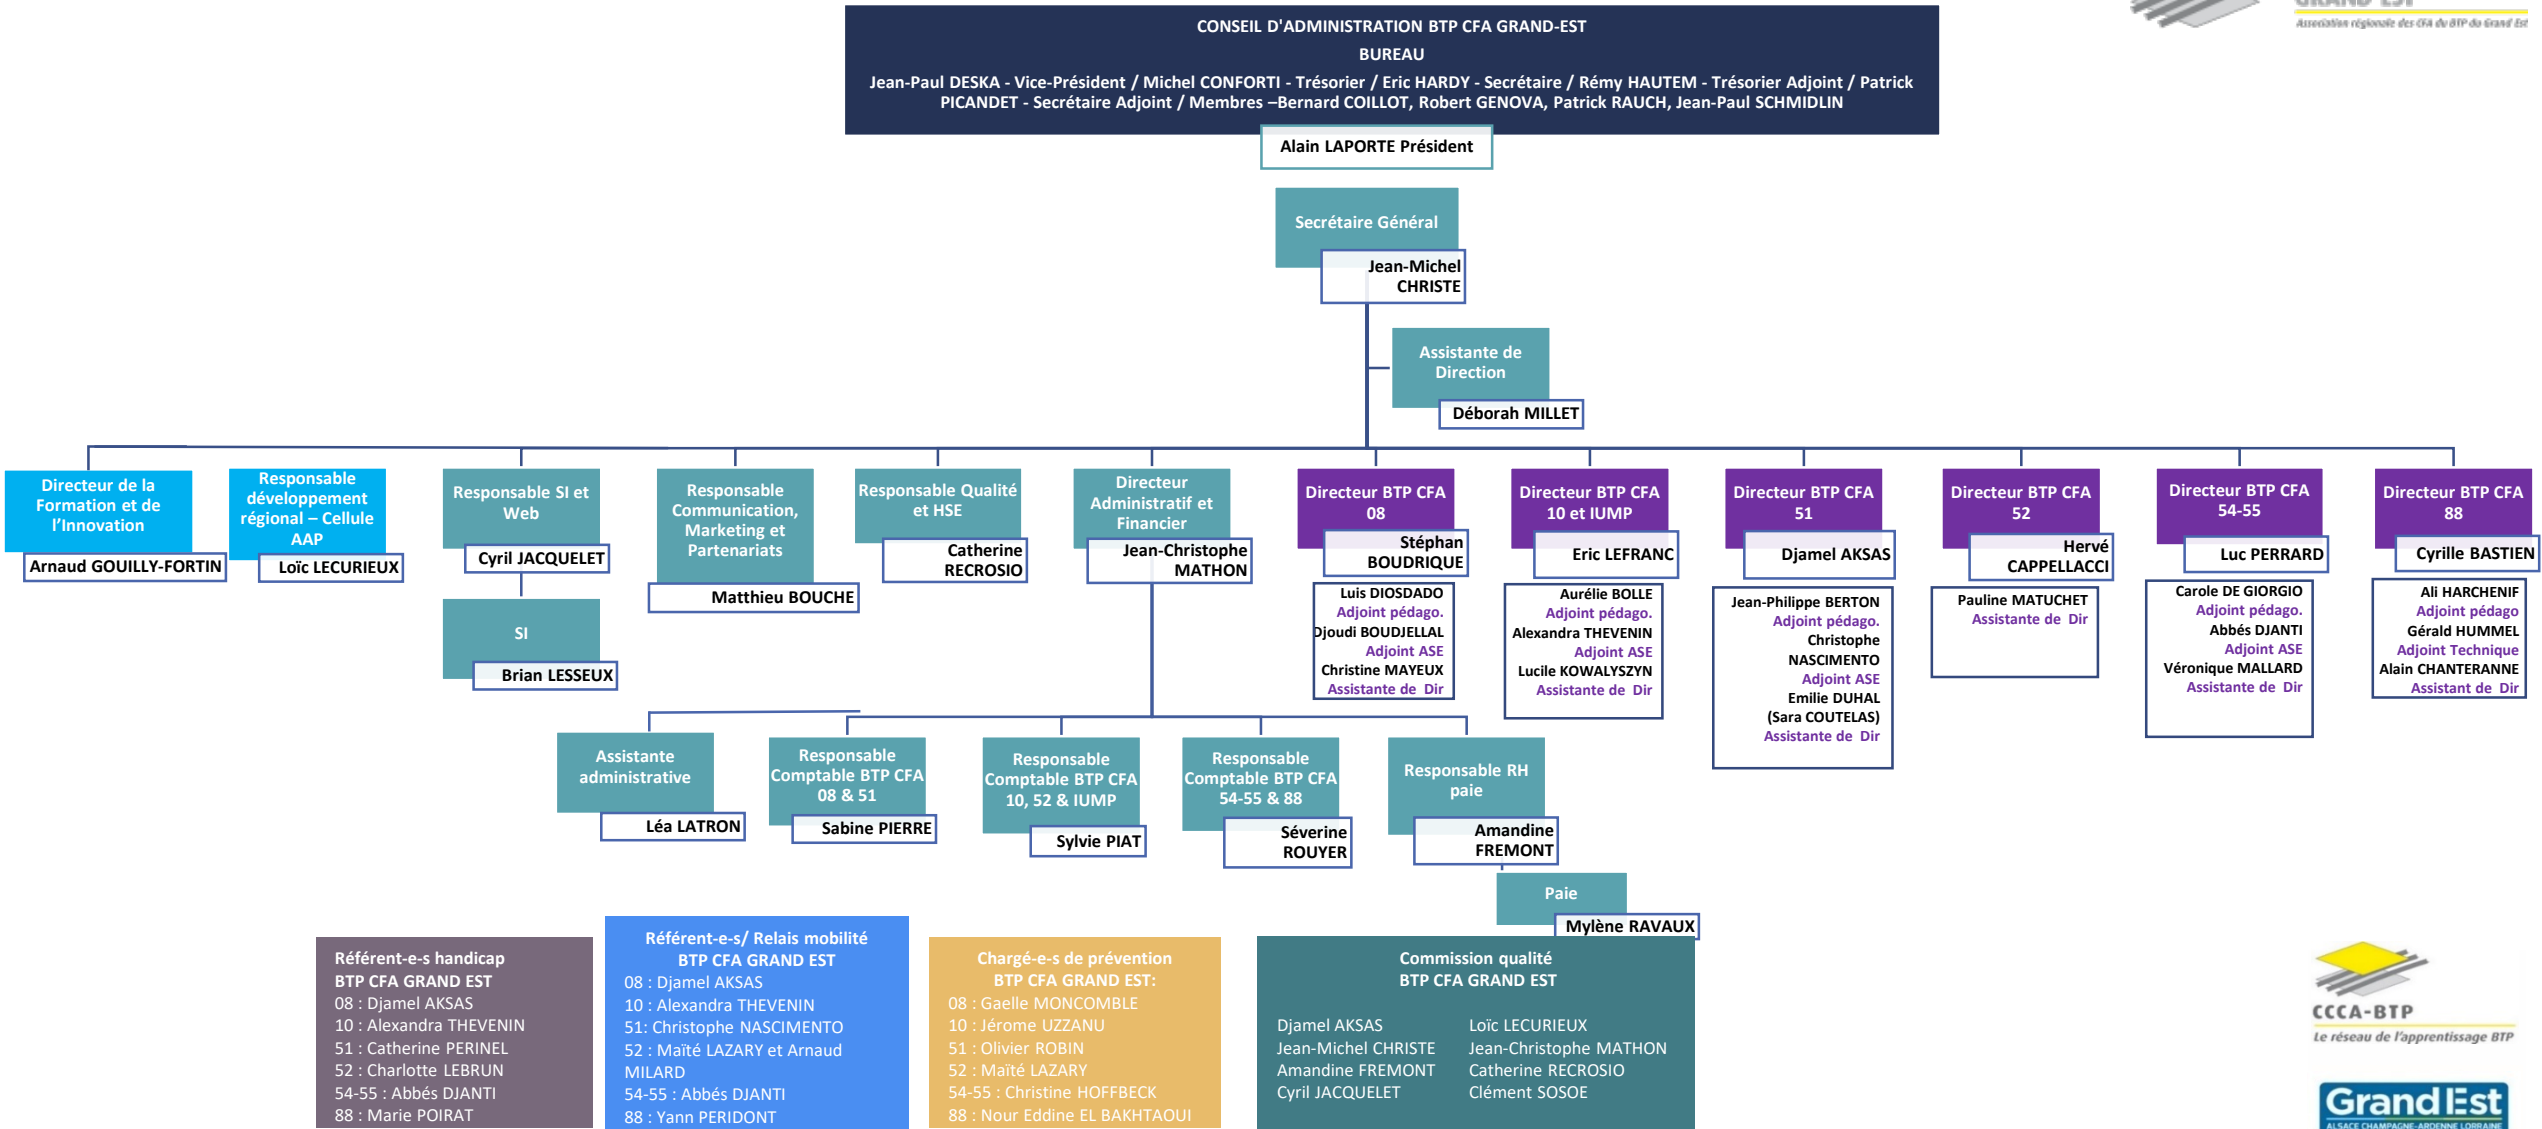 GRAND EST
Association régionale des CFA du BTP du Grand Est
CONSEIL D'ADMINISTRATION BTP CFA GRAND-EST
BUREAU
Jean-Paul DESKA - Vice-Président / Michel CONFORTI - Trésorier / Eric HARDY - Secrétaire / Rémy HAUTEM - Trésorier Adjoint / Patrick
PICANDET - Secrétaire Adjoint / Membres –Bernard COILLOT, Robert GENOVA, Patrick RAUCH, Jean-Paul SCHMIDLIN
Alain LAPORTE Président
Secrétaire Général
Jean-Michel
CHRISTE
Assistante de
Direction
Déborah MILLET
Directeur de la
Formation et de
l'Innovation
Arnaud GOUILLY-FORTIN
Responsable
développement
régional – Cellule
AAP
Loïc LECURIEUX
Responsable SI et
Web
Cyril JACQUELET
SI
Brian LESSEUX
Responsable
Communication,
Marketing et
Partenariats
Matthieu BOUCHE
Responsable Qualité
et HSE
Catherine
RECROSIO
Directeur
Administratif et
Financier
Jean-Christophe
MATHON
Directeur BTP CFA
08
Stéphan
BOUDRIQUE
Luis DIOSDADO
Adjoint pédago.
Djoudi BOUDJELLAL
Adjoint ASE
Christine MAYEUX
Assistante de Dir
Directeur BTP CFA
10 et IUMP
Eric LEFRANC
Aurélie BOLLE
Adjoint pédago.
Alexandra THEVENIN
Adjoint ASE
Lucile KOWALYSZYN
Assistante de Dir
Directeur BTP CFA
51
Djamel AKSAS
Jean-Philippe BERTON
Adjoint pédago.
Christophe
NASCIMENTO
Adjoint ASE
Emilie DUHAL
(Sara COUTELAS)
Assistante de Dir
Directeur BTP CFA
52
Hervé
CAPPELLACCI
Pauline MATUCHET
Assistante de Dir
Directeur BTP CFA
54-55
Luc PERRARD
Carole DE GIORGIO
Adjoint pédago.
Abbés DJANTI
Adjoint ASE
Véronique MALLARD
Assistante de Dir
Directeur BTP CFA
88
Cyrille BASTIEN
Ali HARCHENIF
Adjoint pédago
Gérald HUMMEL
Adjoint Technique
Alain CHANTERANNE
Assistant de Dir
Assistante
administrative
Léa LATRON
Responsable
Comptable BTP CFA
08 & 51
Sabine PIERRE
Responsable
Comptable BTP CFA
10, 52 & IUMP
Sylvie PIAT
Responsable
Comptable BTP CFA
54-55 & 88
Séverine
ROUYER
Responsable RH
paie
Amandine
FREMONT
Paie
Mylène RAVAUX
Référent-e-s handicap
BTP CFA GRAND EST
08 : Djamel AKSAS
10 : Alexandra THEVENIN
51 : Catherine PERINEL
52 : Charlotte LEBRUN
54-55 : Abbés DJANTI
88 : Marie POIRAT
Référent-e-s/ Relais mobilité
BTP CFA GRAND EST
08 : Djamel AKSAS
10 : Alexandra THEVENIN
51: Christophe NASCIMENTO
52 : Maïté LAZARY et Arnaud
MILARD
54-55 : Abbés DJANTI
88 : Yann PERIDONT
Chargé-e-s de prévention
BTP CFA GRAND EST:
08 : Gaelle MONCOMBLE
10 : Jérome UZZANU
51 : Olivier ROBIN
52 : Maïté LAZARY
54-55 : Christine HOFFBECK
88 : Nour Eddine EL BAKHTAOUI
Commission qualité
BTP CFA GRAND EST
Djamel AKSAS
Jean-Michel CHRISTE
Amandine FREMONT
Cyril JACQUELET
Loïc LECURIEUX
Jean-Christophe MATHON
Catherine RECROSIO
Clément SOSOE
CCCA-BTP
Le réseau de l'apprentissage BTP
Grand Est
ALSACE CHAMPAGNE-ARDENNE LORRAINE